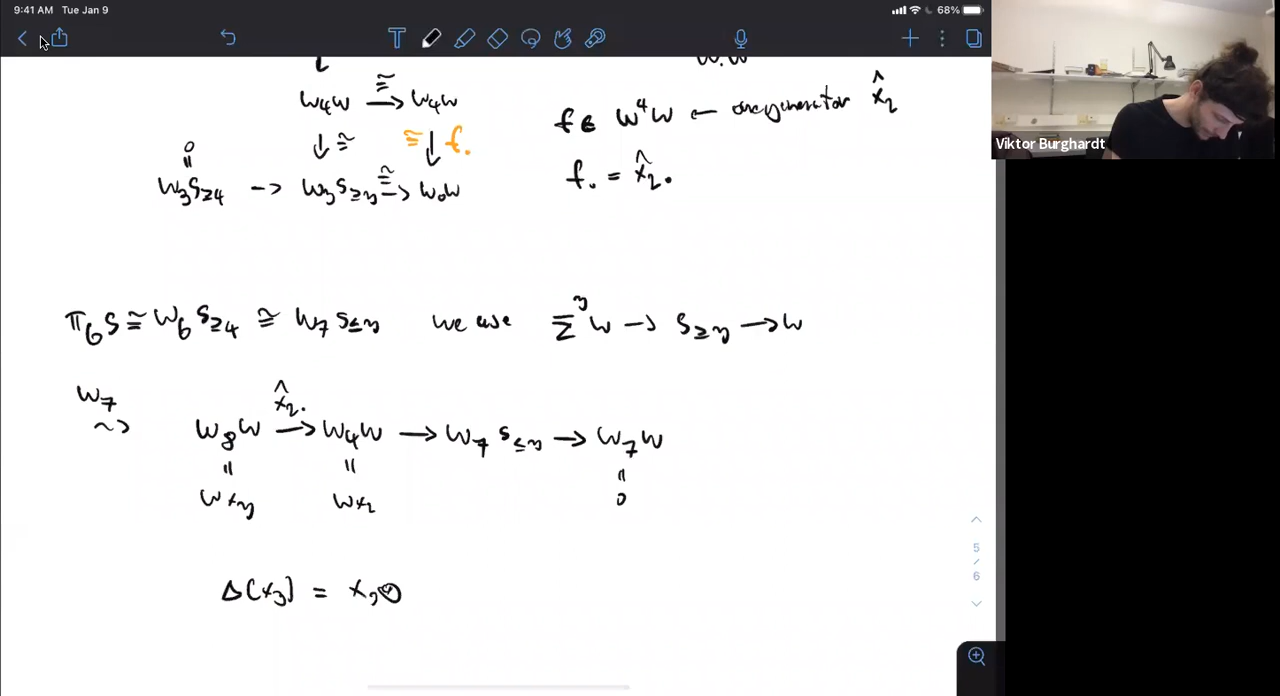 9:41 AM Tue Jan 9
68%
W₄W ≅→ W₄W
f ∈ W⁴W ← one generator x̂₂
↓ ≅ ≅ ↓ f.
0
=
W₃S≥4 → W₃S≥3 ≅→ W₀W
f. = x̂₂.
π₆S ≅ W₆S≥4 ≅ W₇S≤3 we use Σ³W → S≥3 → W
W₇
~>
x̂₂.
W₈W → W₄W → W₇S≤3 → W₇W
= = =
Wx₃ Wx₂ 0
Δ(x₃) = x₃⊗
Viktor Burghardt
5
/
6